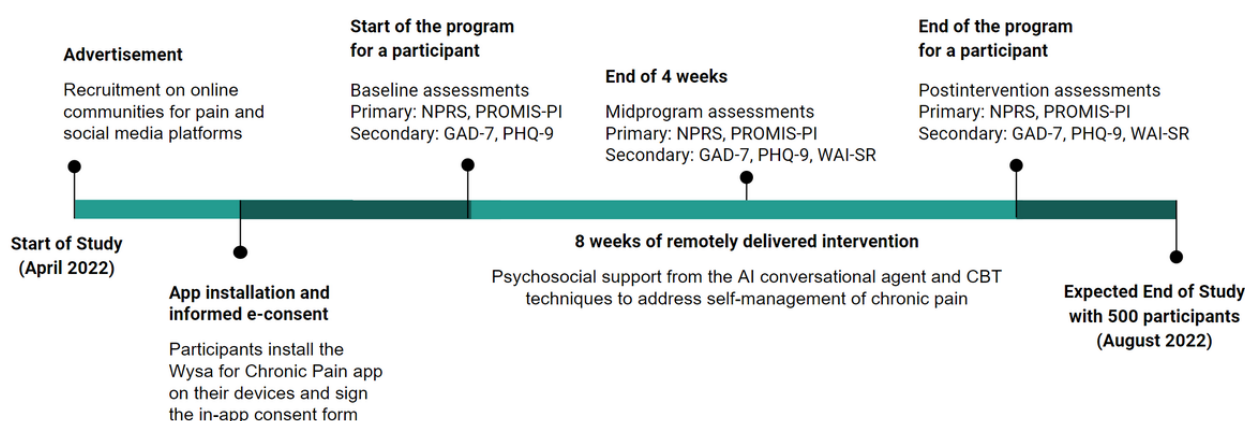 Advertisement
Recruitment on online
communities for pain and
social media platforms
Start of the program
for a participant
Baseline assessments
Primary: NPRS, PROMIS-PI
Secondary: GAD-7, PHQ-9
End of 4 weeks
Midprogram assessments
Primary: NPRS, PROMIS-PI
Secondary: GAD-7, PHQ-9, WAI-SR
End of the program
for a participant
Postintervention assessments
Primary: NPRS, PROMIS-PI
Secondary: GAD-7, PHQ-9, WAI-SR
Start of Study
(April 2022)
App installation and
informed e-consent
Participants install the
Wysa for Chronic Pain app
on their devices and sign
the in-app consent form
8 weeks of remotely delivered intervention
Psychosocial support from the AI conversational agent and CBT
techniques to address self-management of chronic pain
Expected End of Study
with 500 participants
(August 2022)